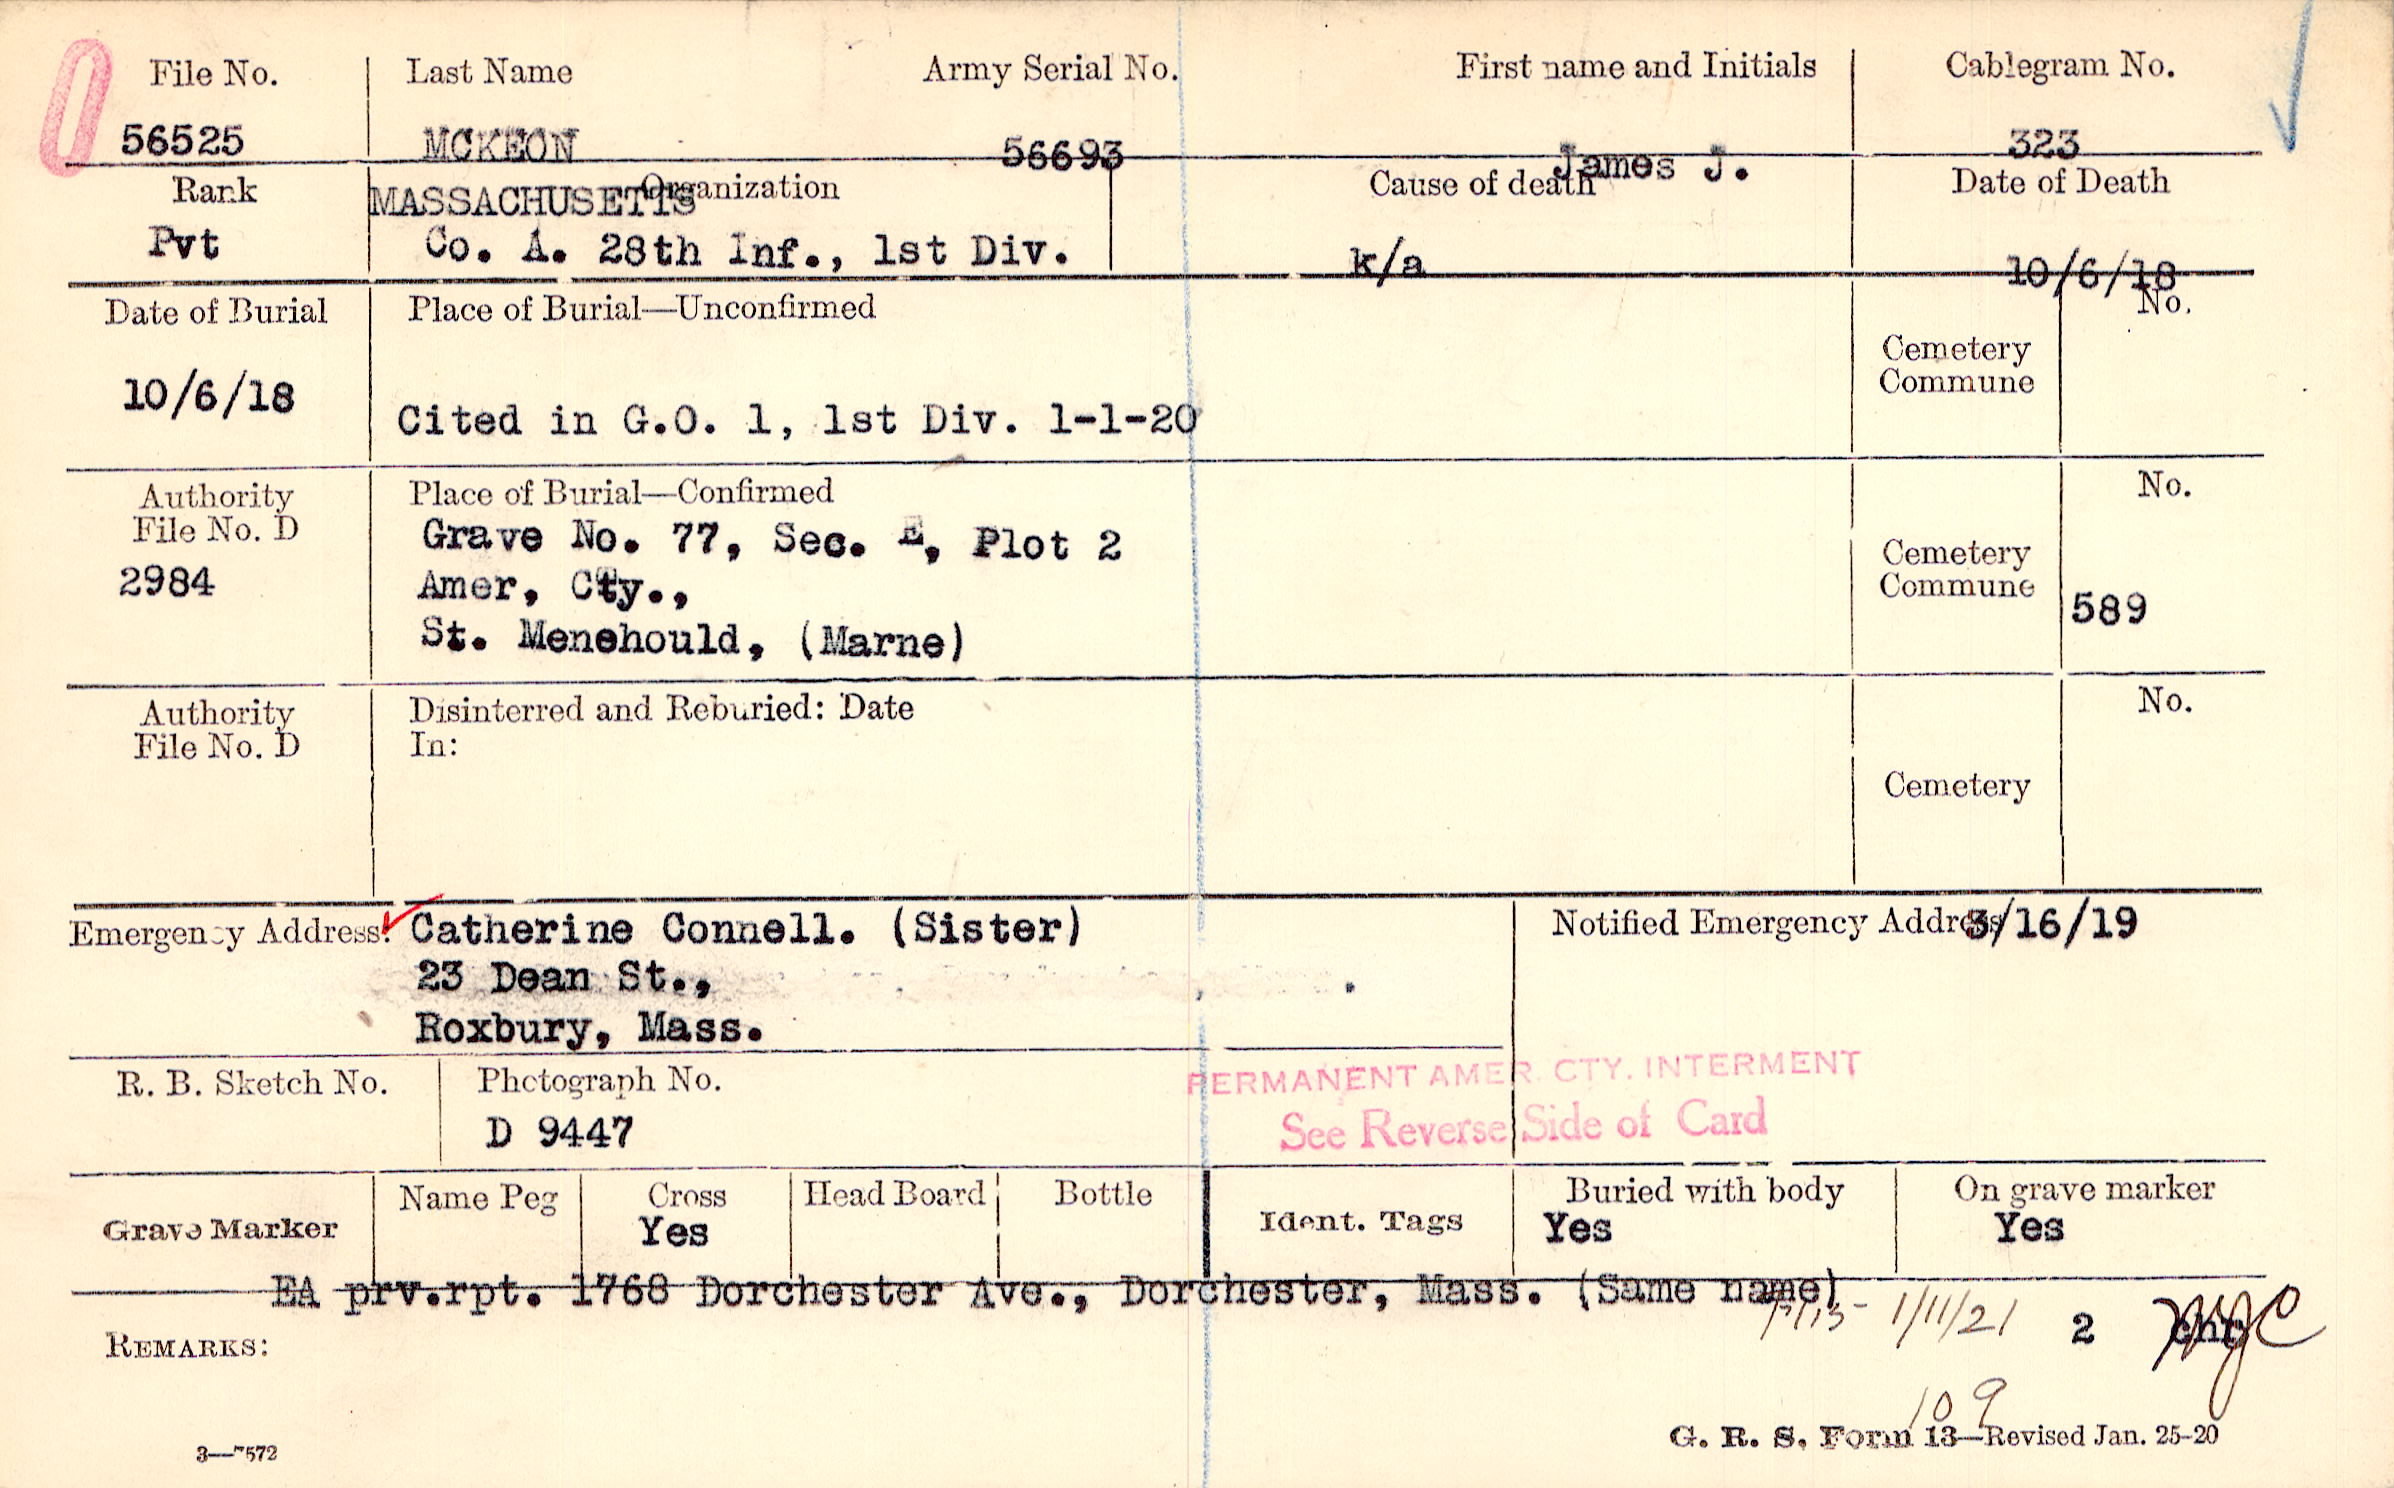 File No. Last Name Army Serial No. First name and Initials Cablegram No.
56525 MCKEON 56693 James J. 323
Rank MASSACHUSETTS Organization Cause of death Date of Death
Pvt Co. A. 28th Inf., 1st Div. k/a 10/6/18
Date of Burial Place of Burial—Unconfirmed No.
Cemetery
Commune
10/6/18 Cited in G.O. 1, 1st Div. 1-1-20
Authority Place of Burial—Confirmed No.
File No. D Grave No. 77, Sec. E, Plot 2
2984 Amer, Cty., Cemetery
Commune 589
St. Menehould, (Marne)
Authority Disinterred and Reburied: Date No.
File No. D In:
Cemetery
Emergency Address: Catherine Connell. (Sister) Notified Emergency Address 3/16/19
23 Dean St.,
Roxbury, Mass.
R. B. Sketch No. Photograph No. PERMANENT AMER. CTY. INTERMENT
D 9447 See Reverse Side of Card
Grave Marker Name Peg Cross Head Board Bottle Ident. Tags Buried with body On grave marker
Yes Yes Yes
EA prv.rpt. 1768 Dorchester Ave., Dorchester, Mass. (Same name)
1/11/21 2
REMARKS:
109
G. R. S. Form 13—Revised Jan. 25-20
3—7572